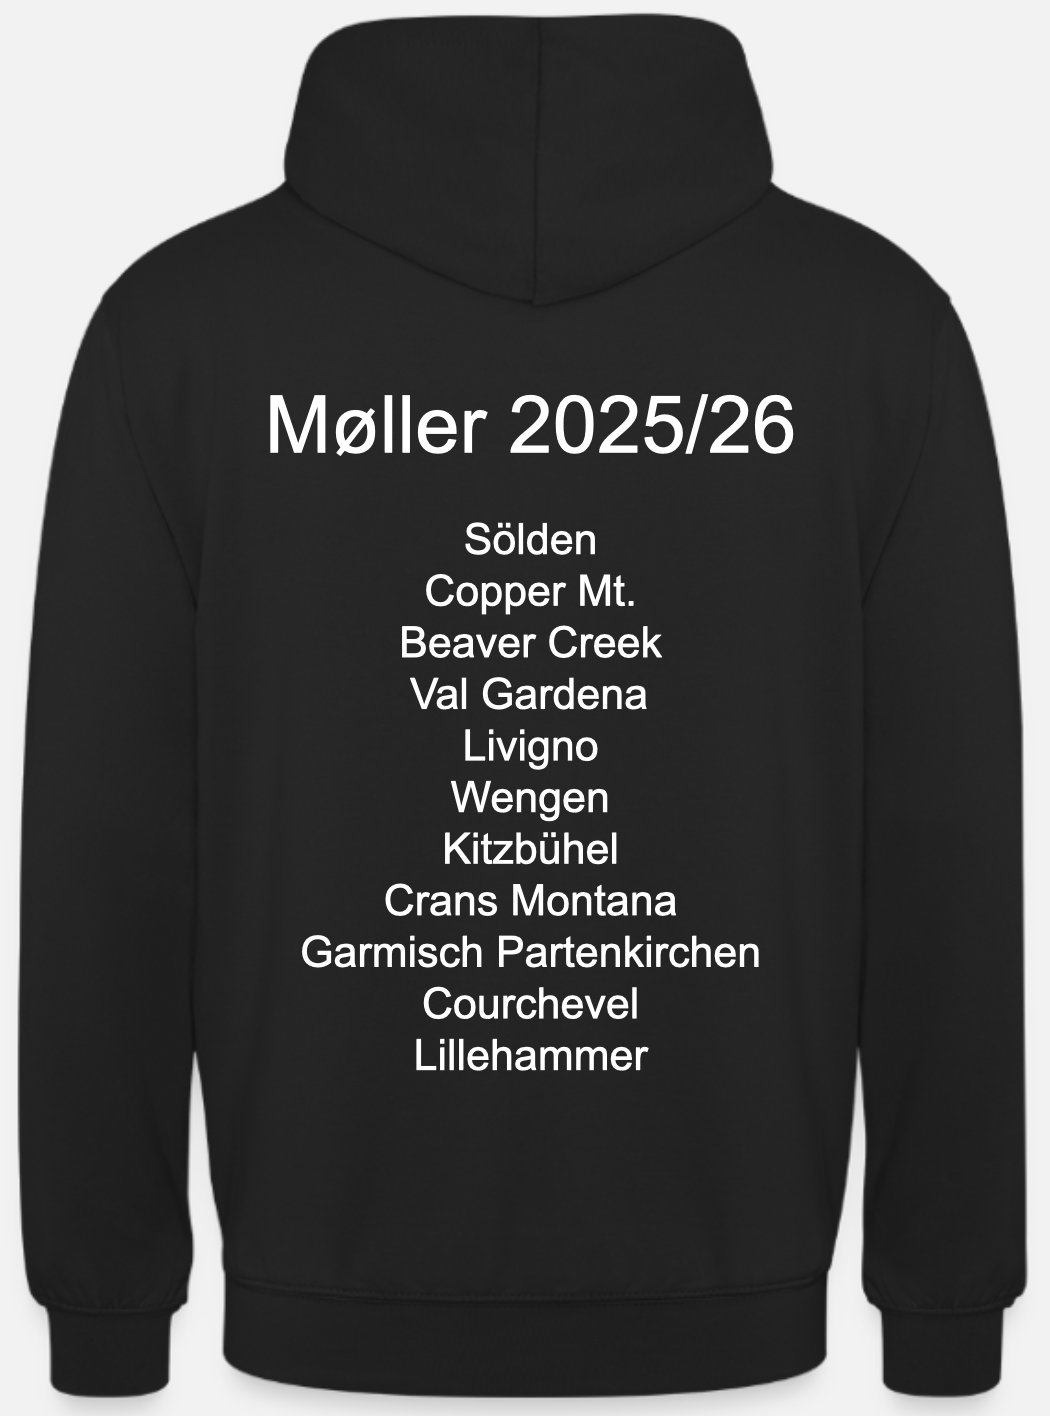 Møller 2025/26
Sölden
Copper Mt.
Beaver Creek
Val Gardena
Livigno
Wengen
Kitzbühel
Crans Montana
Garmisch Partenkirchen
Courchevel
Lillehammer